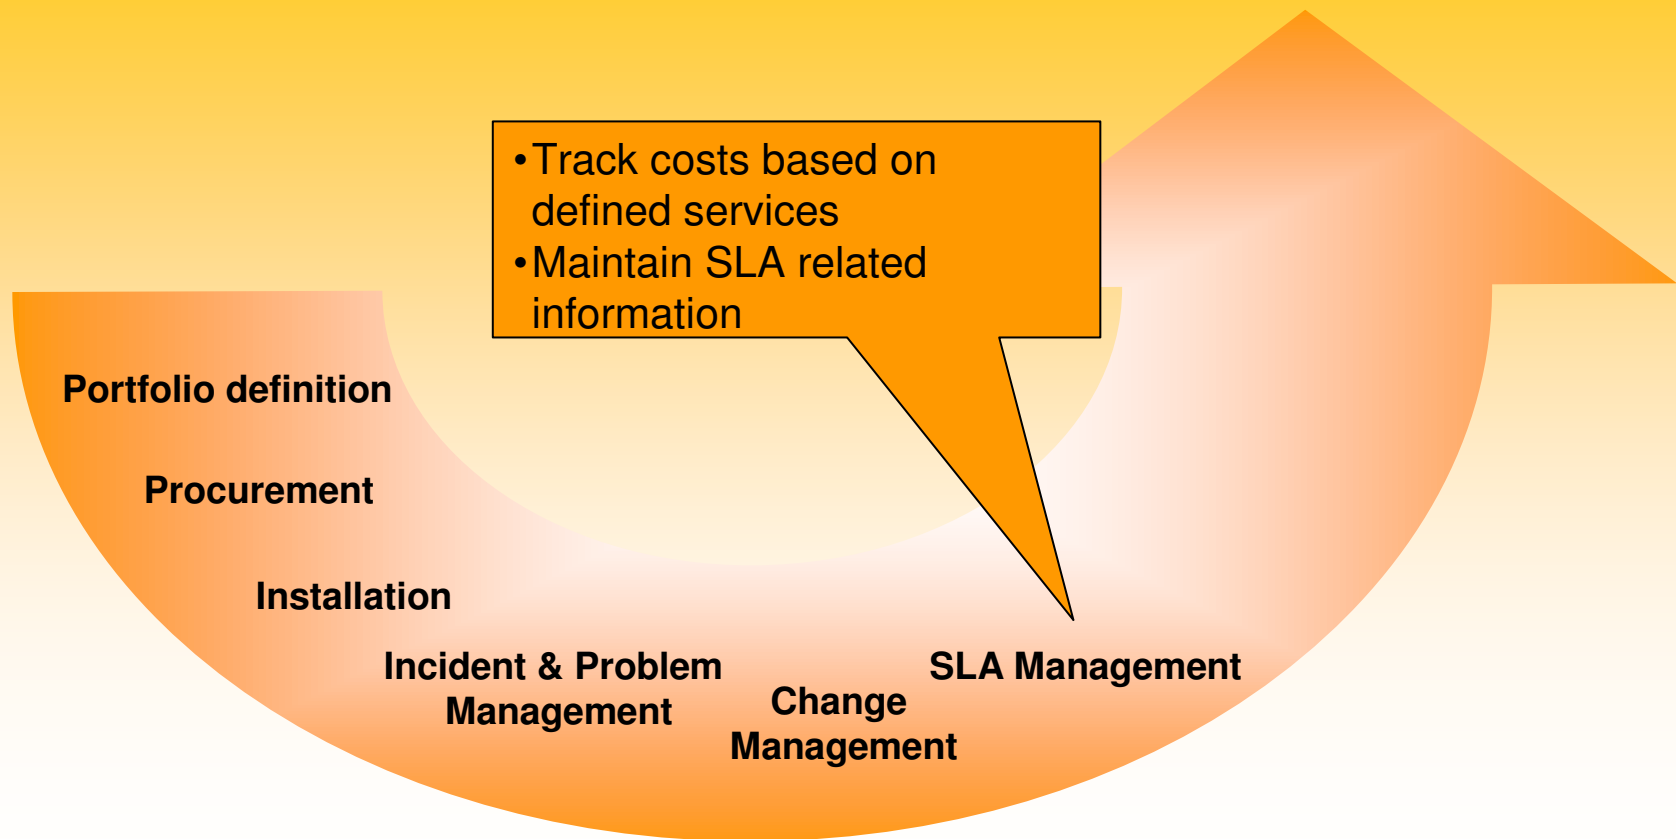 •Track costs based on
defined services
•Maintain SLA related
information
Portfolio definition
Procurement
Installation
Incident & Problem
Management
Change
Management
SLA Management